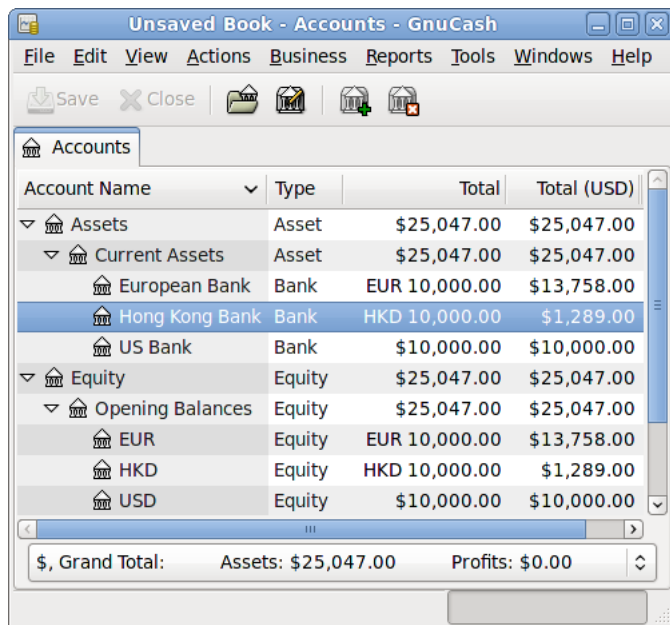 Unsaved Book - Accounts - GnuCash
File Edit View Actions Business Reports Tools Windows Help
Save Close
Accounts
Account Name Type Total Total (USD)
Assets Asset $25,047.00 $25,047.00
Current Assets Asset $25,047.00 $25,047.00
European Bank Bank EUR 10,000.00 $13,758.00
Hong Kong Bank Bank HKD 10,000.00 $1,289.00
US Bank Bank $10,000.00 $10,000.00
Equity Equity $25,047.00 $25,047.00
Opening Balances Equity $25,047.00 $25,047.00
EUR Equity EUR 10,000.00 $13,758.00
HKD Equity HKD 10,000.00 $1,289.00
USD Equity $10,000.00 $10,000.00
$, Grand Total: Assets: $25,047.00 Profits: $0.00